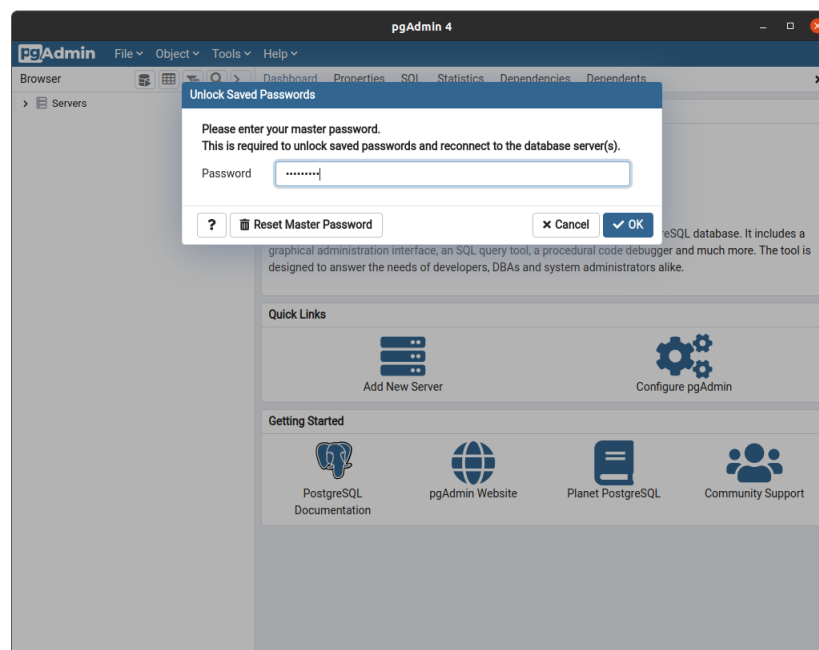 pgAdmin 4
pgAdmin File Object Tools Help
Browser
Dashboard Properties SQL Statistics Dependencies Dependents
Servers
Unlock Saved Passwords
Please enter your master password.
This is required to unlock saved passwords and reconnect to the database server(s).
Password •••••••••
? Reset Master Password Cancel OK
reSQL database. It includes a
graphical administration interface, an SQL query tool, a procedural code debugger and much more. The tool is
designed to answer the needs of developers, DBAs and system administrators alike.
Quick Links
Add New Server
Configure pgAdmin
Getting Started
PostgreSQL
Documentation
pgAdmin Website
Planet PostgreSQL
Community Support